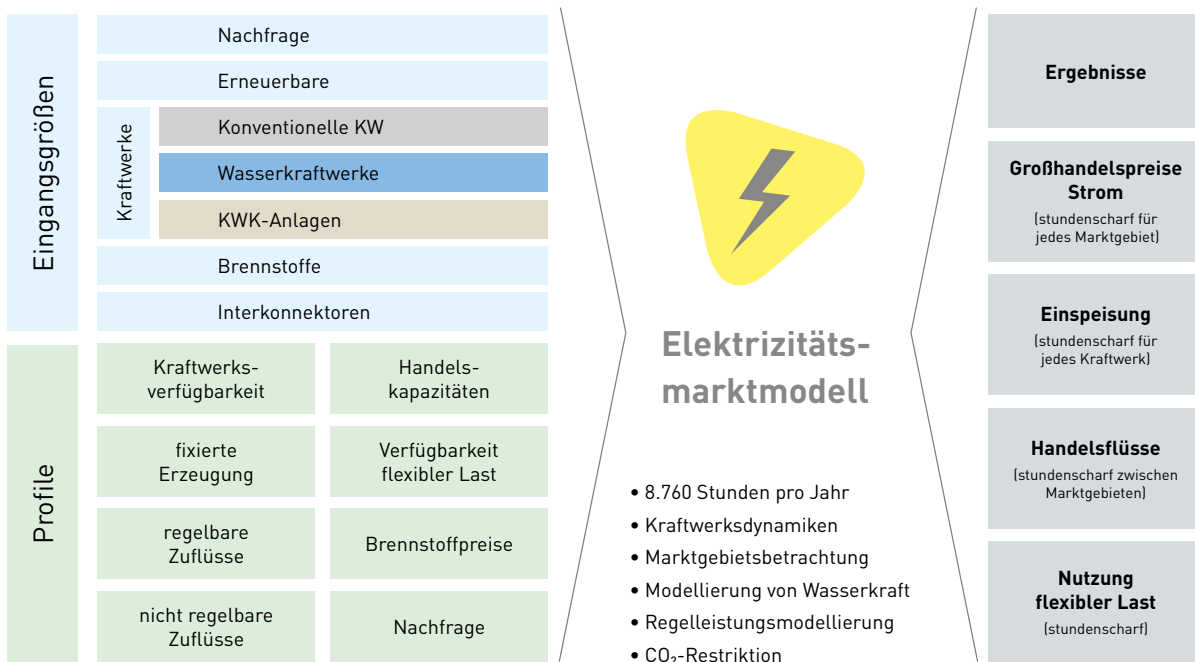 Eingangsgrößen
Nachfrage
Erneuerbare
Kraftwerke
Konventionelle KW
Wasserkraftwerke
KWK-Anlagen
Brennstoffe
Interkonnektoren
Profile
Kraftwerks-
verfügbarkeit
Handels-
kapazitäten
fixierte
Erzeugung
Verfügbarkeit
flexibler Last
regelbare
Zuflüsse
Brennstoffpreise
nicht regelbare
Zuflüsse
Nachfrage
Elektrizitäts-
marktmodell
• 8.760 Stunden pro Jahr
• Kraftwerksdynamiken
• Marktgebietsbetrachtung
• Modellierung von Wasserkraft
• Regelleistungsmodellierung
• CO₂-Restriktion
Ergebnisse
Großhandelspreise
Strom
(stundenscharf für
jedes Marktgebiet)
Einspeisung
(stundenscharf für
jedes Kraftwerk)
Handelsflüsse
(stundenscharf zwischen
Marktgebieten)
Nutzung
flexibler Last
(stundenscharf)